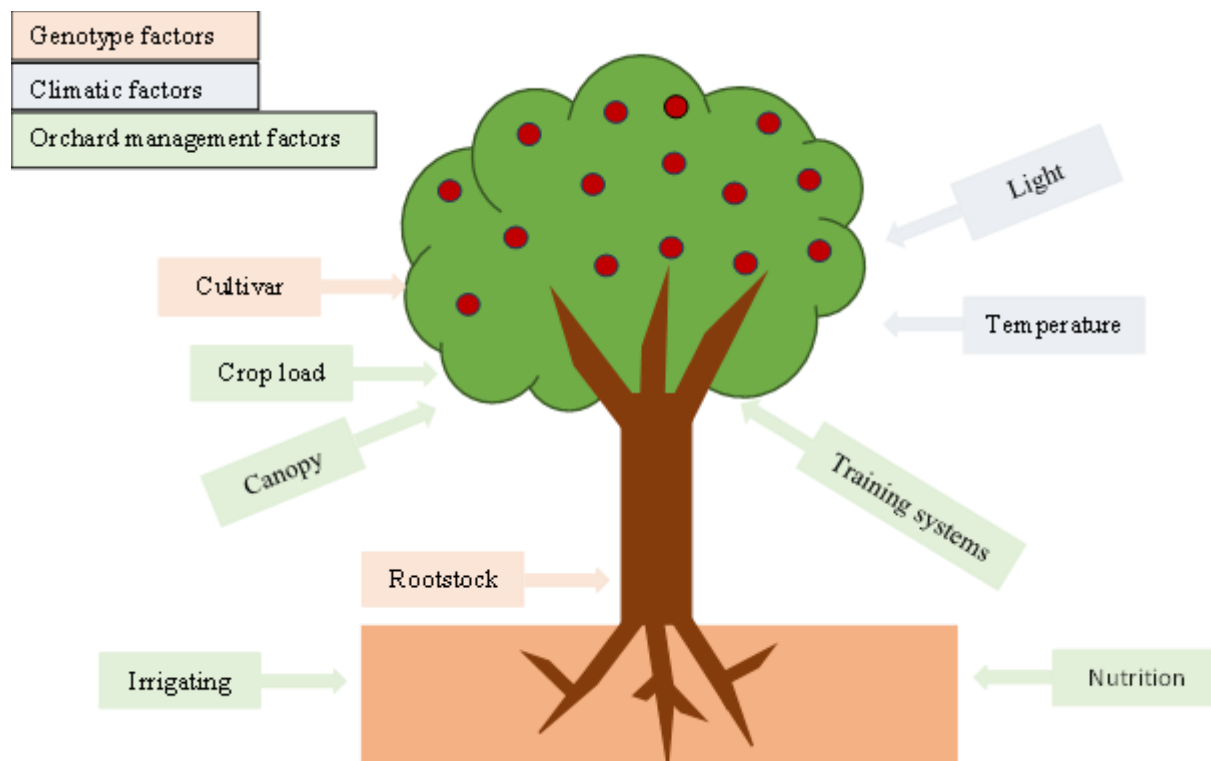 Genotype factors
Climatic factors
Orchard management factors
Light
Cultivar
Temperature
Crop load
Canopy
Training systems
Rootstock
Irrigating
Nutrition